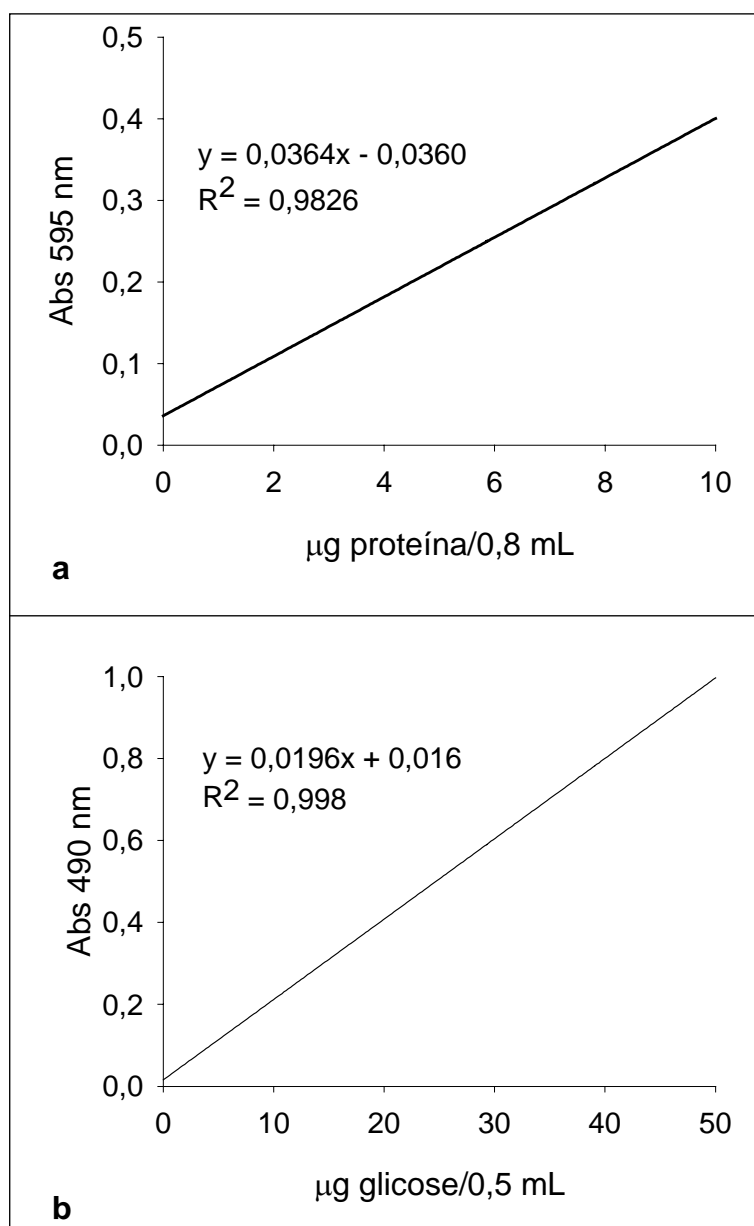 0,5
0,4
0,3
0,2
0,1
0,0
Abs 595 nm
y = 0,0364x - 0,0360
R² = 0,9826
0 2 4 6 8 10
µg proteína/0,8 mL
a
1,0
0,8
0,6
0,4
0,2
0,0
Abs 490 nm
y = 0,0196x + 0,016
R² = 0,998
0 10 20 30 40 50
µg glicose/0,5 mL
b